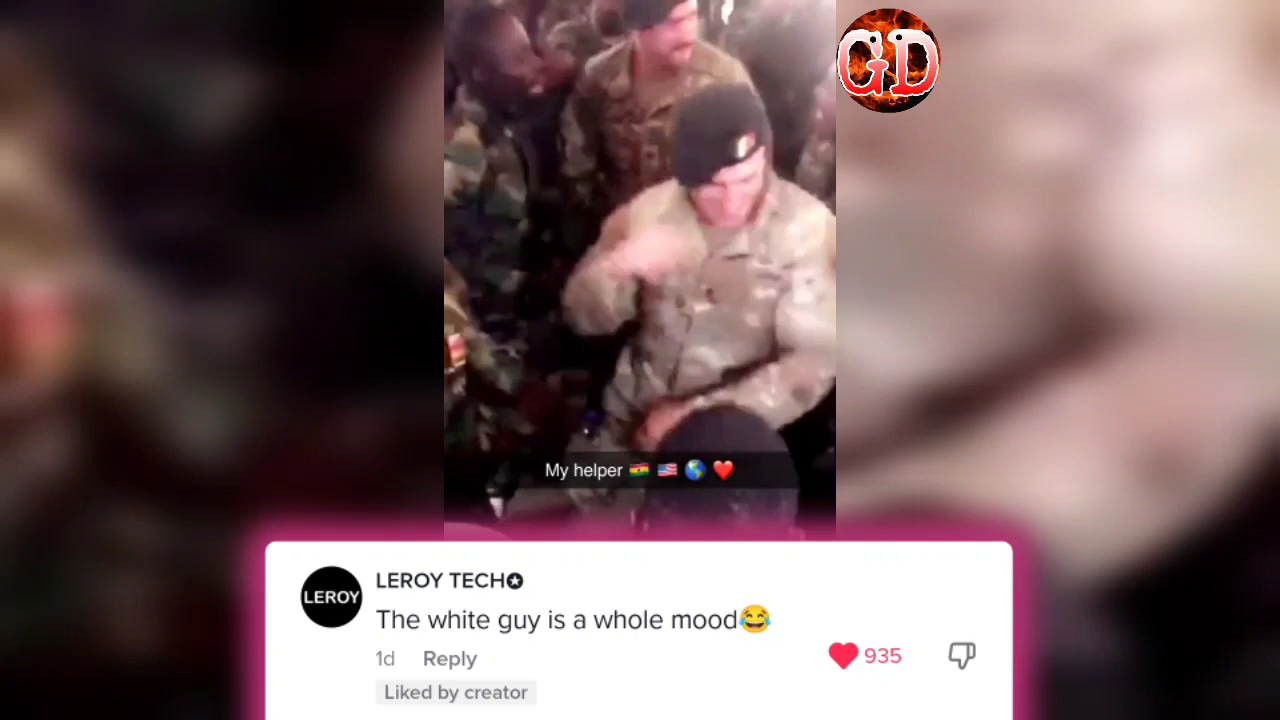 GD
My helper 🇬🇭 🇺🇸 🌎 ❤️
LEROY
LEROY TECH✪
The white guy is a whole mood😂
1d Reply
935
Liked by creator